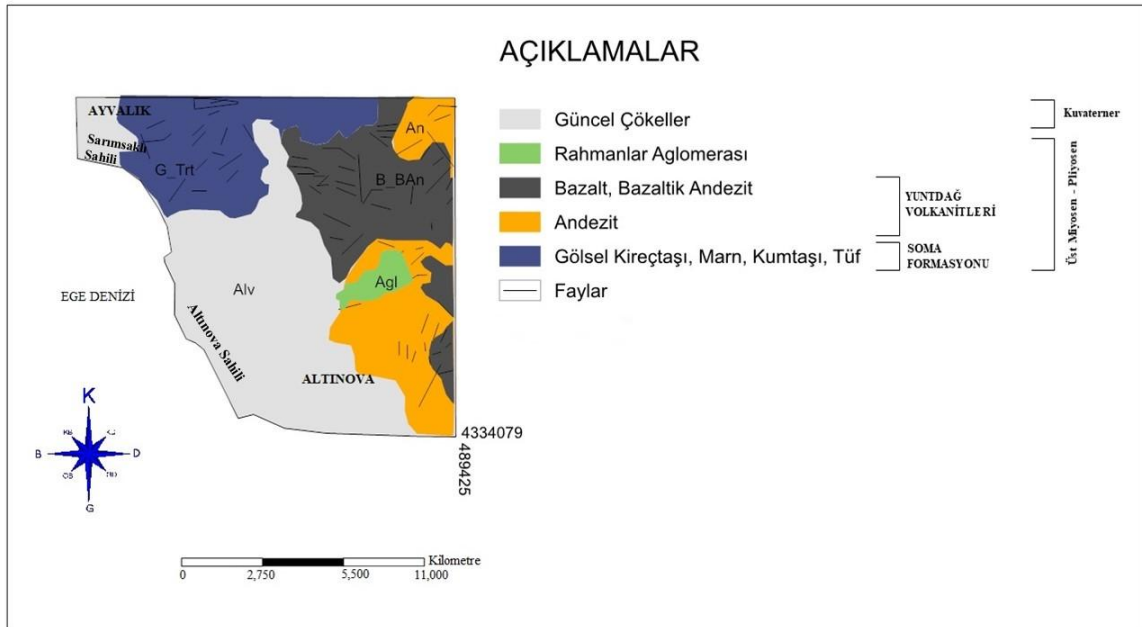 AÇIKLAMALAR
Güncel Çökeller
Rahmanlar Aglomerası
Bazalt, Bazaltik Andezit
Andezit
Gölsel Kireçtaşı, Marn, Kumtaşı, Tüf
Faylar
Kuvaterner
YUNTDAĞ
VOLKANİTLERİ
SOMA
FORMASYONU
Üst Miyosen - Pliyosen
AYVALIK
Sarımsaklı
Sahili
G_Trt
An
B_BAn
Agl
Alv
EGE DENİZİ
Altınova Sahili
ALTINOVA
4334079
489425
K
B
D
G
Kilometre
0
2,750
5,500
11,000